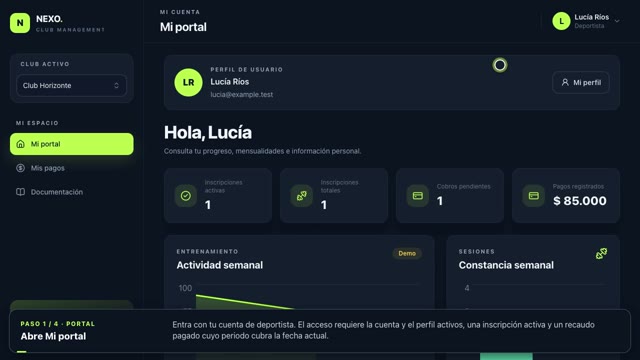 N
NEXO.
CLUB MANAGEMENT
CLUB ACTIVO
Club Horizonte
MI ESPACIO
Mi portal
Mis pagos
Documentación
MI CUENTA
Mi portal
L
Lucía Ríos
Deportista
LR
PERFIL DE USUARIO
Lucía Ríos
lucia@example.test
Mi perfil
Hola, Lucía
Consulta tu progreso, mensualidades e información personal.
Inscripciones
activas
1
Inscripciones
totales
1
Cobros pendientes
1
Pagos registrados
$ 85.000
ENTRENAMIENTO
Actividad semanal
Demo
100
SESIONES
Constancia semanal
4
PASO 1 / 4 · PORTAL
Abre Mi portal
Entra con tu cuenta de deportista. El acceso requiere la cuenta y el perfil activos, una inscripción activa y un recaudo
pagado cuyo periodo cubra la fecha actual.